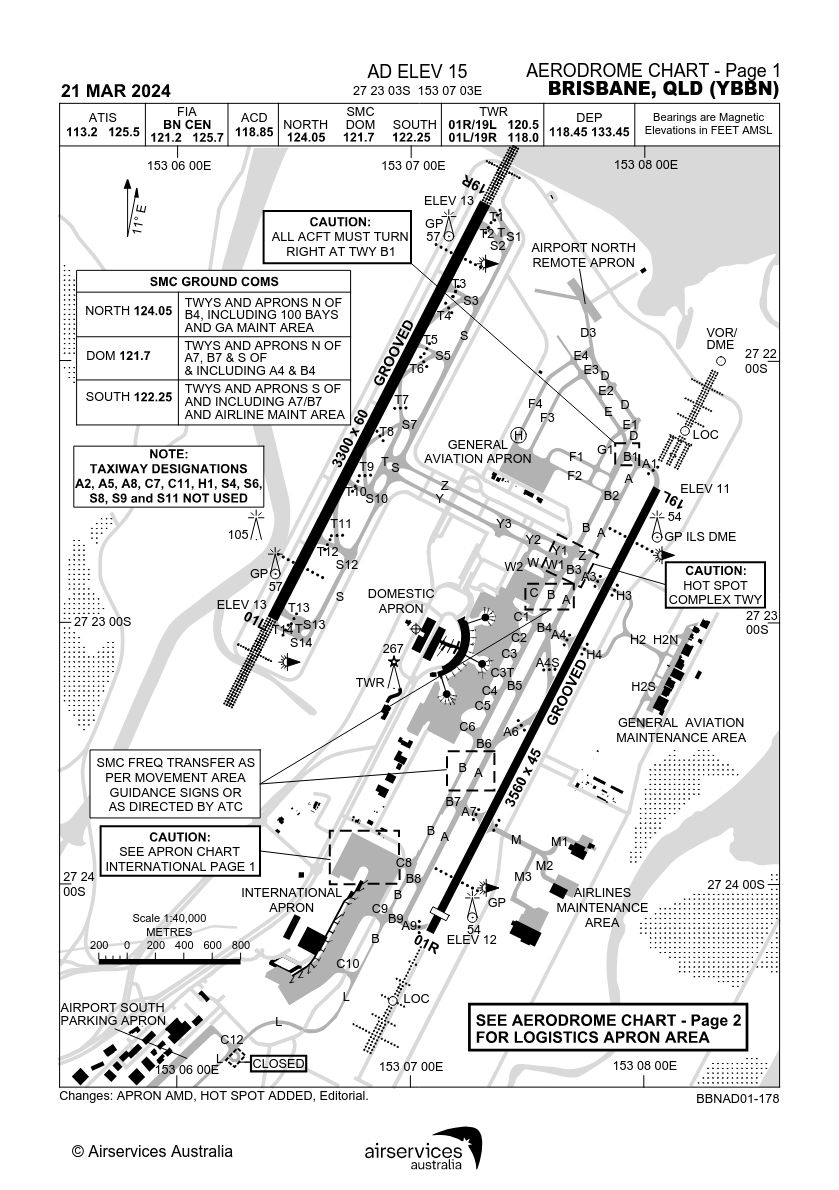 AD ELEV 15
AERODROME CHART - Page 1
21 MAR 2024
27 23 03S 153 07 03E
BRISBANE, QLD (YBBN)
ATIS
113.2 125.5
FIA
BN CEN
121.2 125.7
ACD
118.85
SMC
NORTH DOM SOUTH
124.05 121.7 122.25
TWR
01R/19L 120.5
01L/19R 118.0
DEP
118.45 133.45
Bearings are Magnetic
Elevations in FEET AMSL
153 06 00E
153 07 00E
153 08 00E
11° E
19R
ELEV 13
GP
57
T1
T2 T S1
S2
CAUTION:
ALL ACFT MUST TURN
RIGHT AT TWY B1
AIRPORT NORTH
REMOTE APRON
SMC GROUND COMS
NORTH 124.05
TWYS AND APRONS N OF
B4, INCLUDING 100 BAYS
AND GA MAINT AREA
DOM 121.7
TWYS AND APRONS N OF
A7, B7 & S OF
& INCLUDING A4 & B4
SOUTH 122.25
TWYS AND APRONS S OF
AND INCLUDING A7/B7
AND AIRLINE MAINT AREA
T3
S3
T4
S
T5
S5
T6
GROOVED
T7
S7
T8
3300 x 60
T S
T9
T10
S10
T11
T12
S12
S
D3
E4
E3
D
E2
D
E
E1
D
F4
F3
H
GENERAL
AVIATION APRON
F1
F2
G1
B1
A1
A
B2
VOR/
DME
27 22
00S
LOC
19L
ELEV 11
54
GP ILS DME
NOTE:
TAXIWAY DESIGNATIONS
A2, A5, A8, C7, C11, H1, S4, S6,
S8, S9 and S11 NOT USED
105
GP
57
ELEV 13
01L
T13
S13
T14 T
S14
27 23 00S
Z
Y
Y3
Y2
Y1
B
A
Z
W2
W
W1
B3
A3
C B A
CAUTION:
HOT SPOT
COMPLEX TWY
H3
27 23
00S
DOMESTIC
APRON
C1
C2
B4
A4
H4
H2
H2N
H2S
267
TWR
C3
C3T
A4S
C4
B5
C5
C6
B6
A6
GROOVED
3560 x 45
GENERAL AVIATION
MAINTENANCE AREA
SMC FREQ TRANSFER AS
PER MOVEMENT AREA
GUIDANCE SIGNS OR
AS DIRECTED BY ATC
B A
B7
A7
B
A
CAUTION:
SEE APRON CHART
INTERNATIONAL PAGE 1
C8
B8
M
M1
M2
M3
27 24
00S
27 24 00S
INTERNATIONAL
APRON
B
C9
B9
A9
B
GP
54
ELEV 12
01R
AIRLINES
MAINTENANCE
AREA
Scale 1:40,000
METRES
200 0 200 400 600 800
C10
L
LOC
L
AIRPORT SOUTH
PARKING APRON
C12
L
CLOSED
SEE AERODROME CHART - Page 2
FOR LOGISTICS APRON AREA
153 06 00E
153 07 00E
153 08 00E
Changes: APRON AMD, HOT SPOT ADDED, Editorial.
BBNAD01-178
© Airservices Australia
airservices
australia